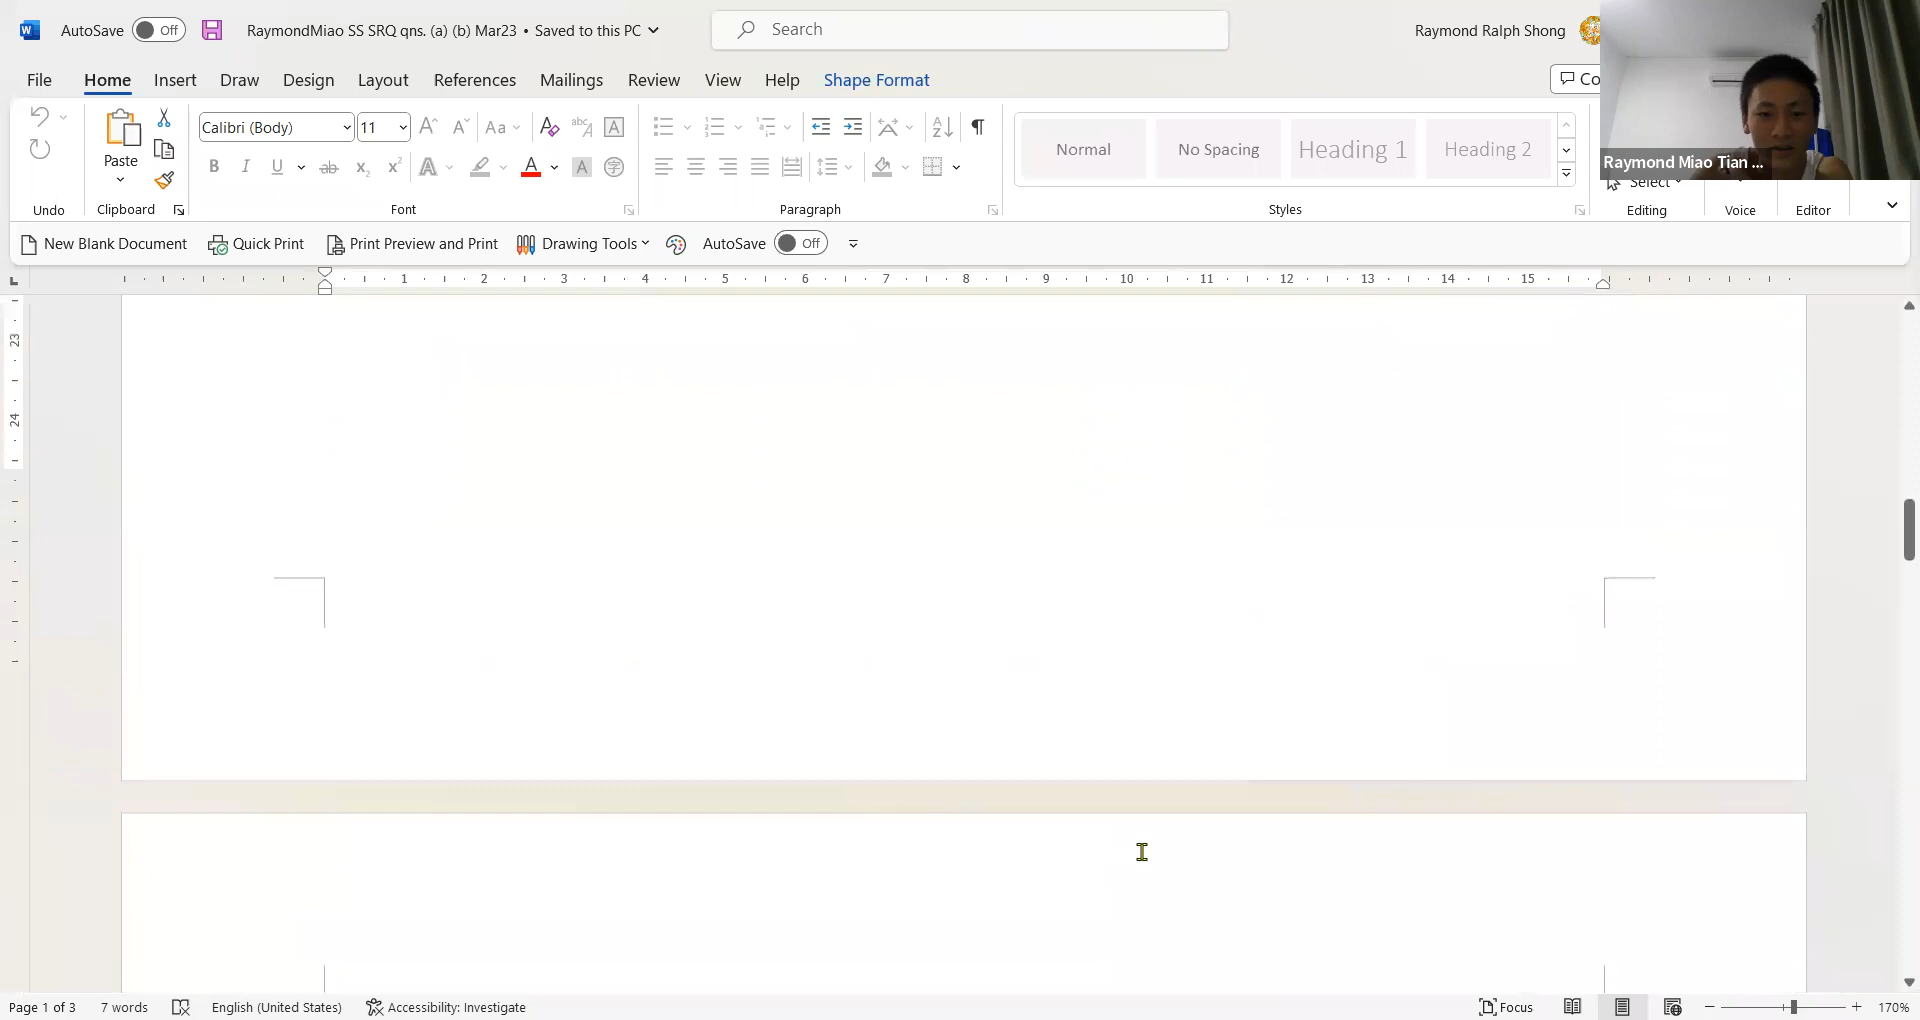 AutoSave Off RaymondMiao SS SRQ qns. (a) (b) Mar23 • Saved to this PC Search Raymond Ralph Shong
File Home Insert Draw Design Layout References Mailings Review View Help Shape Format Co
Paste Calibri (Body) 11 Aa Normal No Spacing Heading 1 Heading 2 Raymond Miao Tian ...
Select
Undo Clipboard Font Paragraph Styles Editing Voice Editor
New Blank Document Quick Print Print Preview and Print Drawing Tools AutoSave Off
1 2 3 4 5 6 7 8 9 10 11 12 13 14 15
23
24
Page 1 of 3 7 words English (United States) Accessibility: Investigate Focus 170%